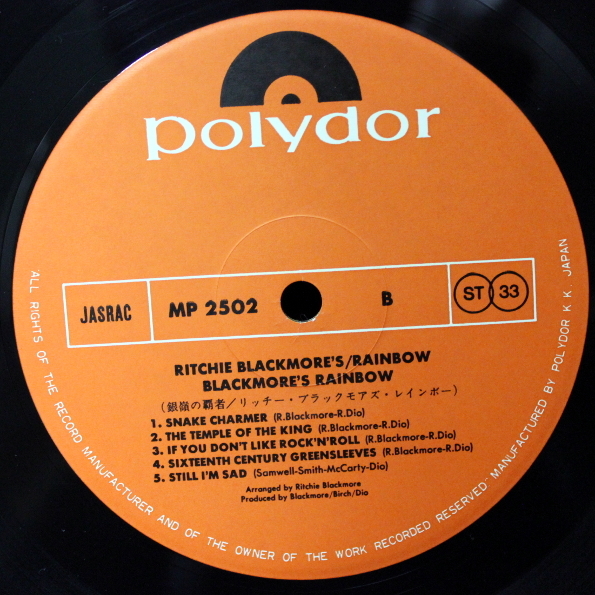 polydor
JASRAC MP 2502 B ST 33
RITCHIE BLACKMORE'S/RAINBOW
BLACKMORE'S RAiNBOW
(銀嶺の覇者/リッチー・ブラックモアズ・レインボー)
1. SNAKE CHARMER (R.Blackmore-R.Dio)
2. THE TEMPLE OF THE KING (R.Blackmore-R.Dio)
3. IF YOU DON'T LIKE ROCK'N'ROLL (R.Blackmore-R.Dio)
4. SIXTEENTH CENTURY GREENSLEEVES (R.Blackmore-R.Dio)
5. STILL I'M SAD (Samwell-Smith-McCarty-Dio)
Arranged by Ritchie Blackmore
Produced by Blackmore/Birch/Dio
ALL RIGHTS OF THE RECORD MANUFACTURER AND OF THE OWNER OF THE WORK RECORDED RESERVED· MANUFACTURED BY POLYDOR K.K. JAPAN